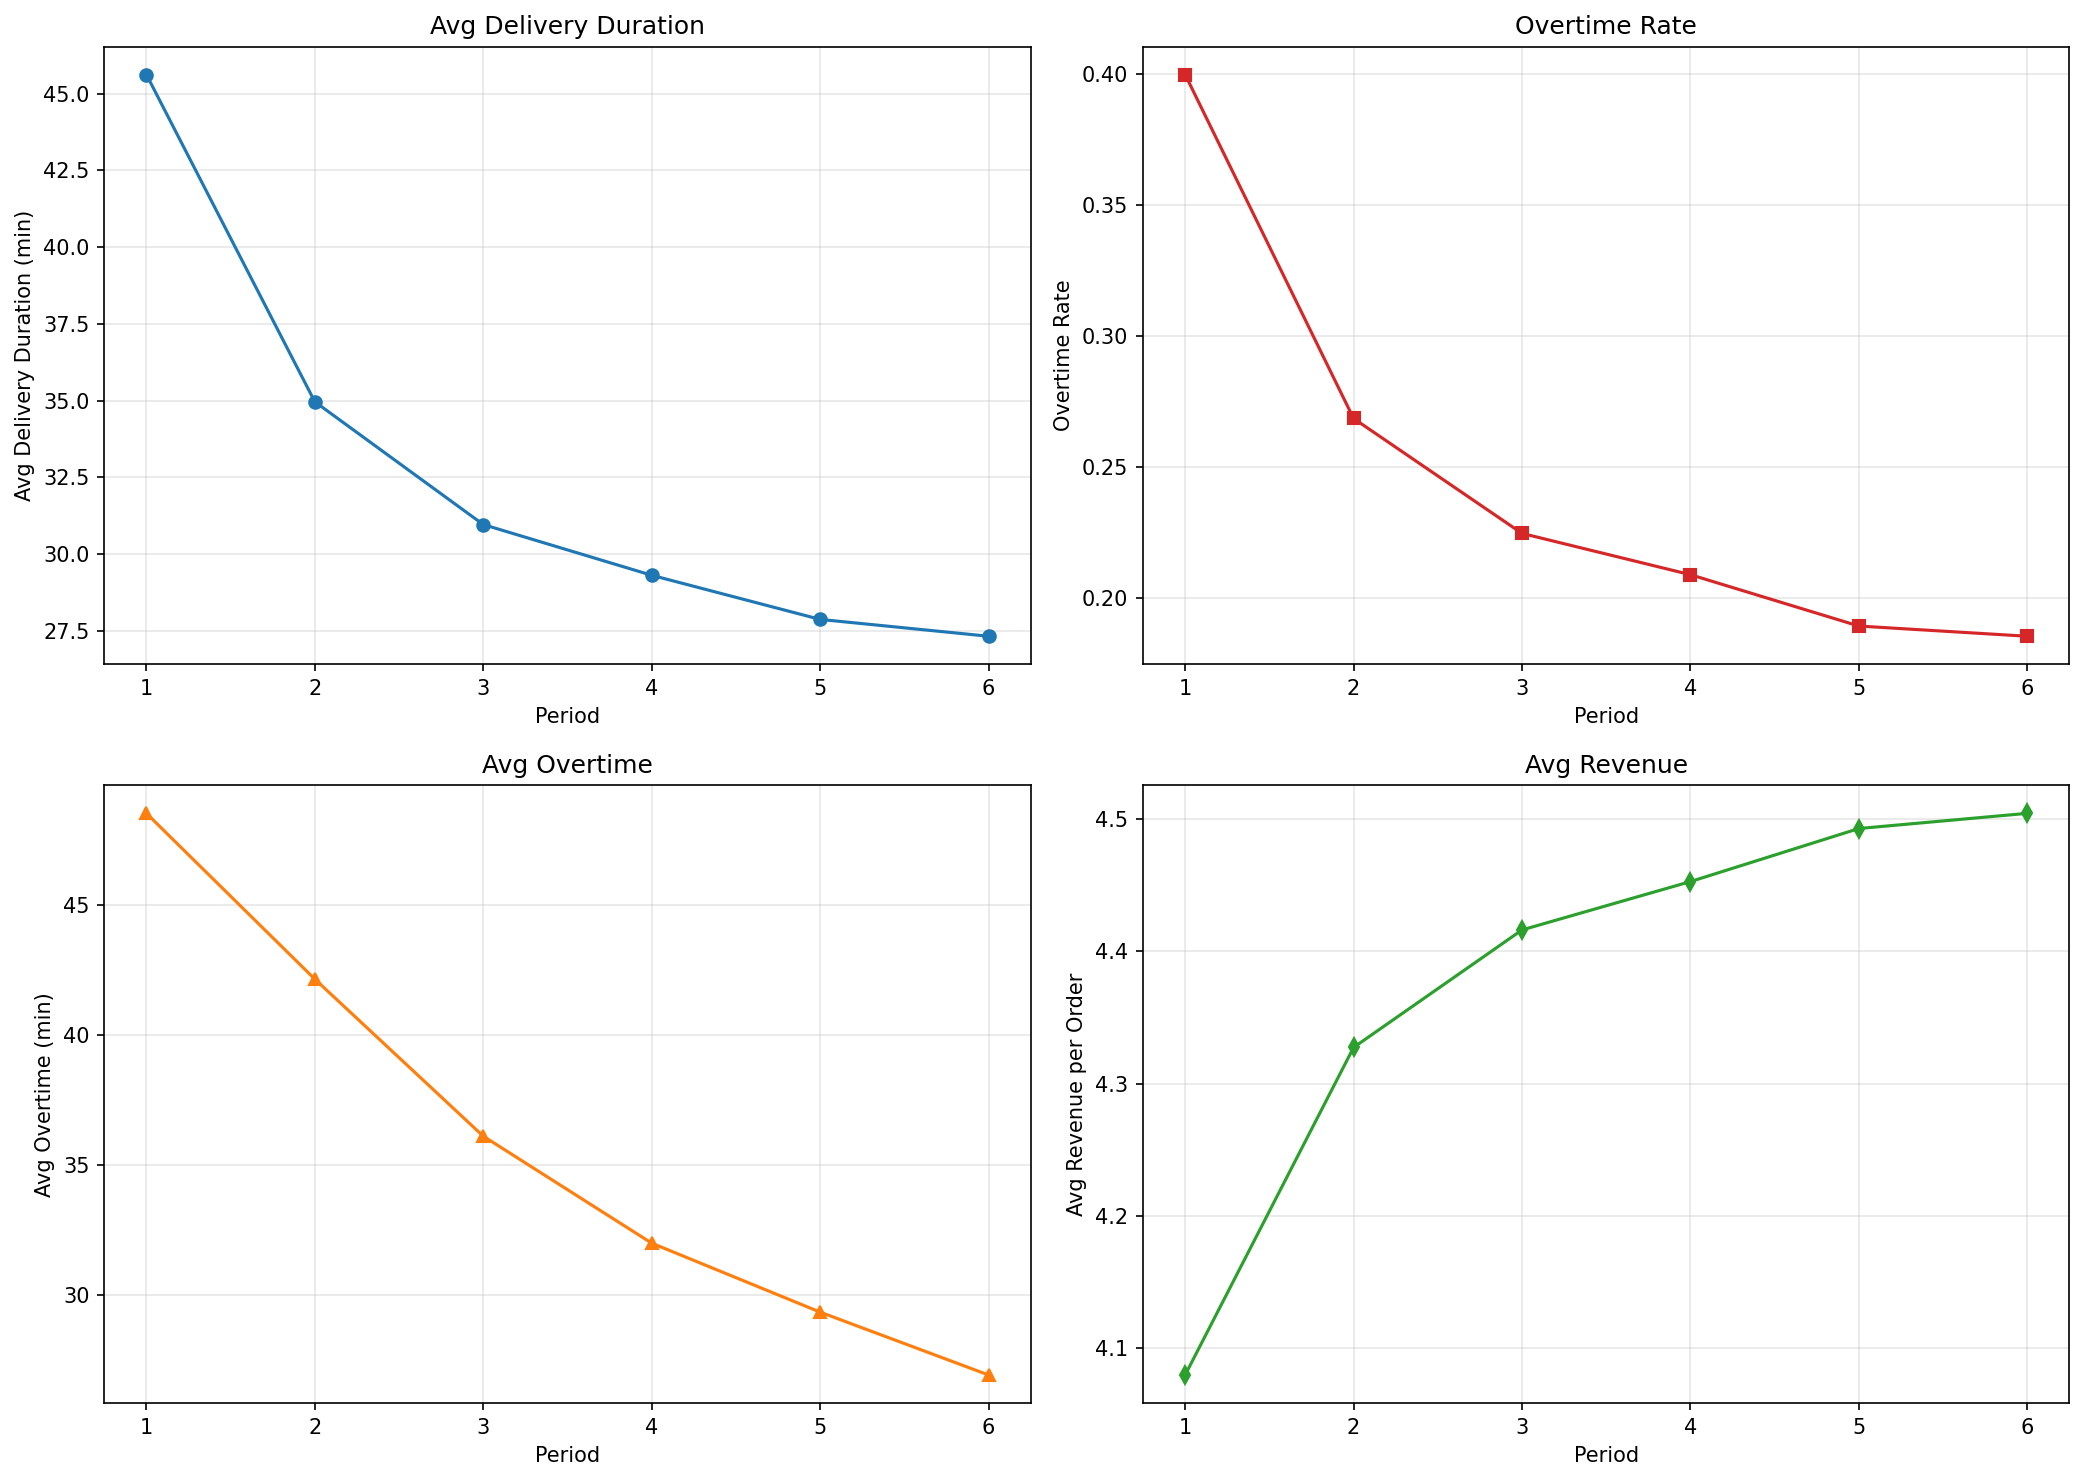 Avg Delivery Duration
Avg Delivery Duration (min)
45.0
42.5
40.0
37.5
35.0
32.5
30.0
27.5
1 2 3 4 5 6
Period
Overtime Rate
Overtime Rate
0.40
0.35
0.30
0.25
0.20
1 2 3 4 5 6
Period
Avg Overtime
Avg Overtime (min)
45
40
35
30
1 2 3 4 5 6
Period
Avg Revenue
Avg Revenue per Order
4.5
4.4
4.3
4.2
4.1
1 2 3 4 5 6
Period